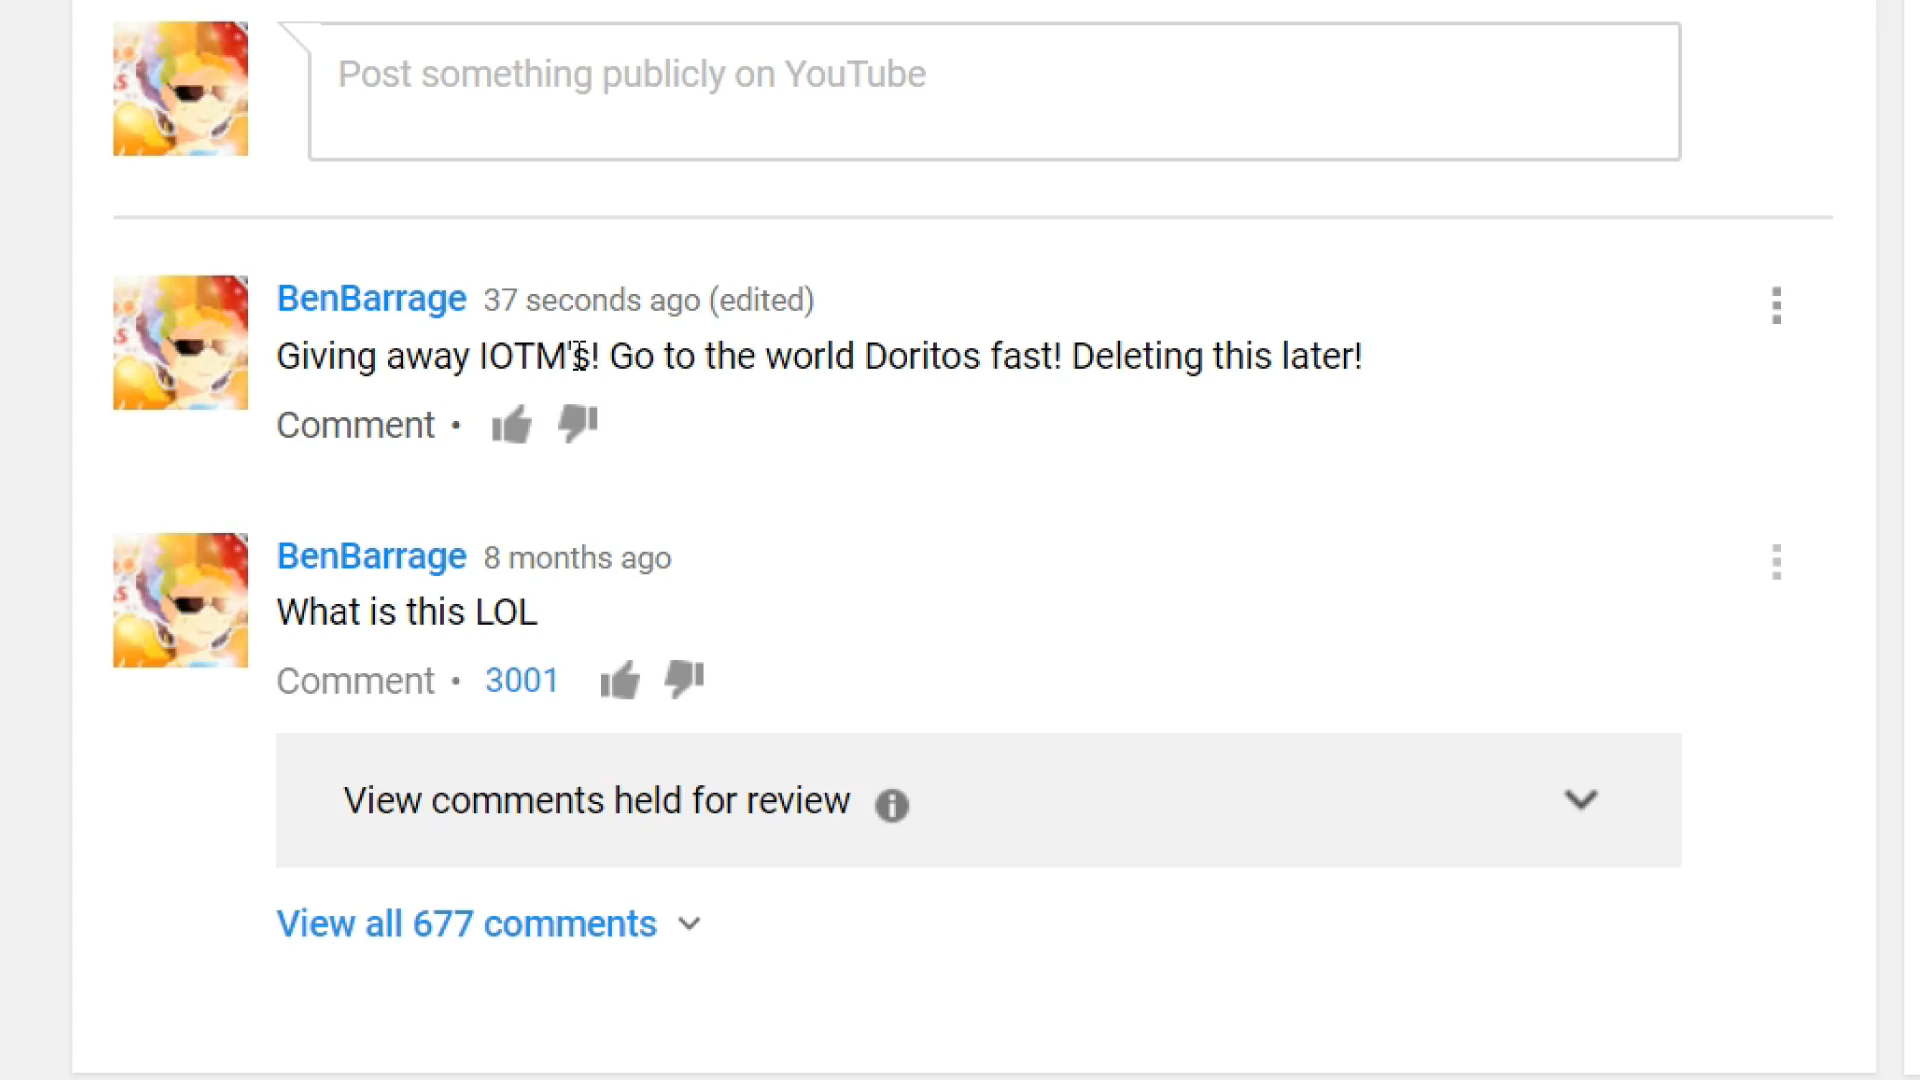 Post something publicly on YouTube
BenBarrage 37 seconds ago (edited)
Giving away IOTM's! Go to the world Doritos fast! Deleting this later!
Comment •
BenBarrage 8 months ago
What is this LOL
Comment • 3001
View comments held for review
View all 677 comments